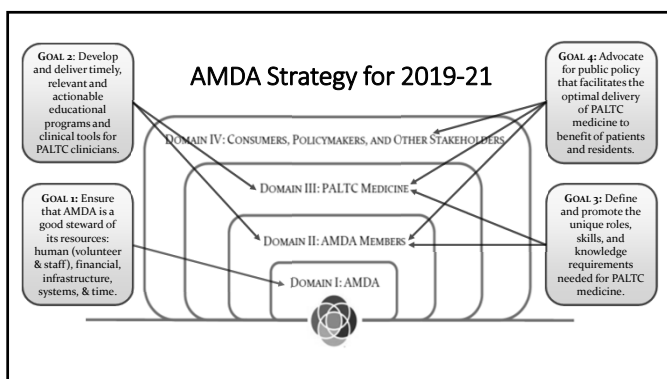 AMDA Strategy for 2019-21
GOAL 2: Develop
and deliver timely,
relevant and
actionable
educational
programs and
clinical tools for
PALTC clinicians.
GOAL 1: Ensure
that AMDA is a
good steward of
its resources:
human (volunteer
& staff), financial,
infrastructure,
systems, & time.
DOMAIN IV: CONSUMERS, POLICYMAKERS, AND OTHER STAKEHOLDERS
DOMAIN III: PALTC MEDICINE
DOMAIN II: AMDA MEMBERS
DOMAIN I: AMDA
GOAL 4: Advocate
for public policy
that facilitates the
optimal delivery
of PALTC
medicine to
benefit of patients
and residents.
GOAL 3: Define
and promote the
unique roles,
skills, and
knowledge
requirements
needed for PALTC
medicine.